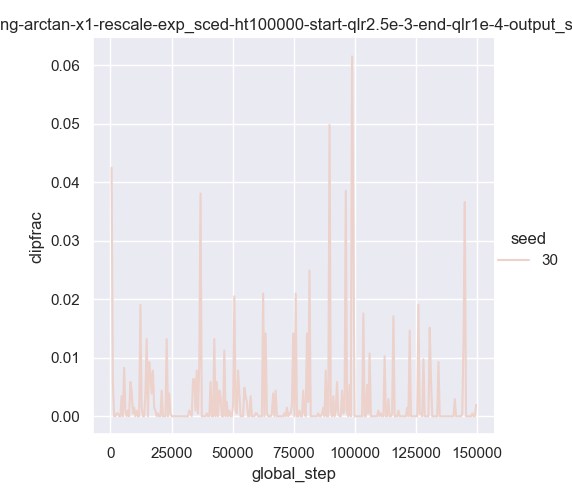 ng-arctan-x1-rescale-exp_sced-ht100000-start-qlr2.5e-3-end-qlr1e-4-output_s
0.06
0.05
0.04
0.03
0.02
0.01
0.00
clipfrac
0 25000 50000 75000 100000 125000 150000
global_step
seed
30